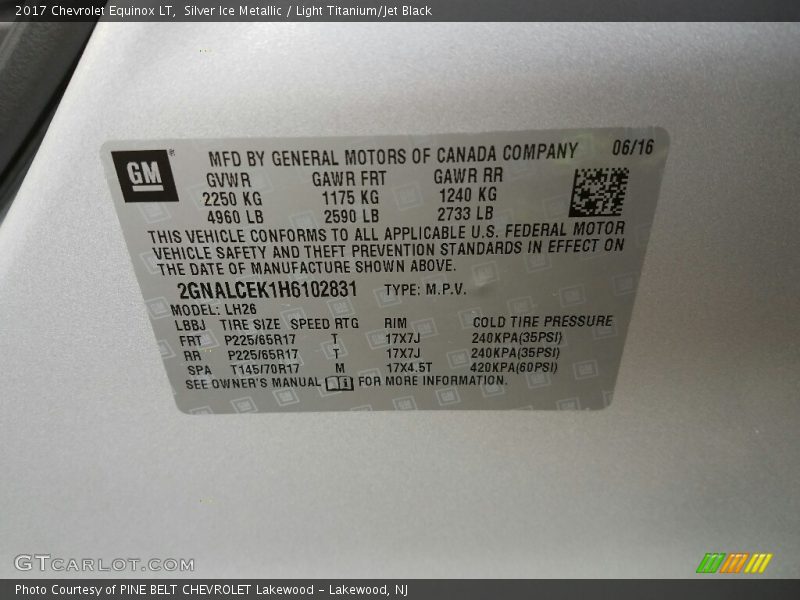 2017 Chevrolet Equinox LT, Silver Ice Metallic / Light Titanium/Jet Black
GM
MFD BY GENERAL MOTORS OF CANADA COMPANY 06/16
GVWR GAWR FRT GAWR RR
2250 KG 1175 KG 1240 KG
4960 LB 2590 LB 2733 LB
THIS VEHICLE CONFORMS TO ALL APPLICABLE U.S. FEDERAL MOTOR
VEHICLE SAFETY AND THEFT PREVENTION STANDARDS IN EFFECT ON
THE DATE OF MANUFACTURE SHOWN ABOVE.
2GNALCEK1H6102831 TYPE: M.P.V.
MODEL: LH26
LBBJ TIRE SIZE SPEED RTG RIM COLD TIRE PRESSURE
FRT P225/65R17 T 17X7J 240KPA(35PSI)
RR P225/65R17 T 17X7J 240KPA(35PSI)
SPA T145/70R17 M 17X4.5T 420KPA(60PSI)
SEE OWNER'S MANUAL FOR MORE INFORMATION.
GTCARLOT.COM
Photo Courtesy of PINE BELT CHEVROLET Lakewood - Lakewood, NJ